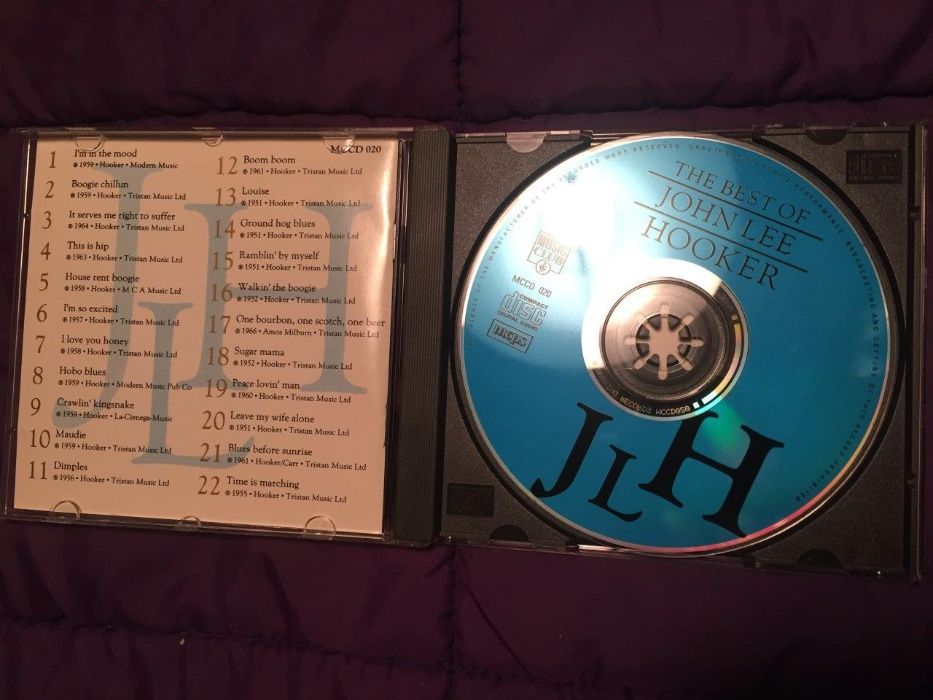 MCCD 020
1 I'm in the mood
℗ 1959 • Hooker • Modern Music
2 Boogie chillun
℗ 1959 • Hooker • Tristan Music Ltd
3 It serves me right to suffer
℗ 1964 • Hooker • Tristan Music Ltd
4 This is hip
℗ 1963 • Hooker • Tristan Music Ltd
5 House rent boogie
℗ 1958 • Hooker • M C A Music Ltd
6 I'm so excited
℗ 1957 • Hooker • Tristan Music Ltd
7 I love you honey
℗ 1958 • Hooker • Tristan Music Ltd
8 Hobo blues
℗ 1959 • Hooker • Modern Music Pub Co
9 Crawlin' kingsnake
℗ 1959 • Hooker • La-Cienega-Music
10 Maudie
℗ 1959 • Hooker • Tristan Music Ltd
11 Dimples
℗ 1956 • Hooker • Tristan Music Ltd
12 Boom boom
℗ 1961 • Hooker • Tristan Music Ltd
13 Louise
℗ 1951 • Hooker • Tristan Music Ltd
14 Ground hog blues
℗ 1951 • Hooker • Tristan Music Ltd
15 Ramblin' by myself
℗ 1951 • Hooker • Tristan Music Ltd
16 Walkin' the boogie
℗ 1952 • Hooker • Tristan Music Ltd
17 One bourbon, one scotch, one beer
℗ 1966 • Amos Milburn • Tristan Music Ltd
18 Sugar mama
℗ 1952 • Hooker • Tristan Music Ltd
19 Peace lovin' man
℗ 1960 • Hooker • Tristan Music Ltd
20 Leave my wife alone
℗ 1951 • Hooker • Tristan Music Ltd
21 Blues before sunrise
℗ 1961 • Hooker/Carr • Tristan Music Ltd
22 Time is marching
℗ 1955 • Hooker • Tristan Music Ltd
JLH
THE BEST OF
JOHN LEE
HOOKER
MUSIC
CLUB
MCCD 020
COMPACT
disc
DIGITAL AUDIO
mcps
JLH